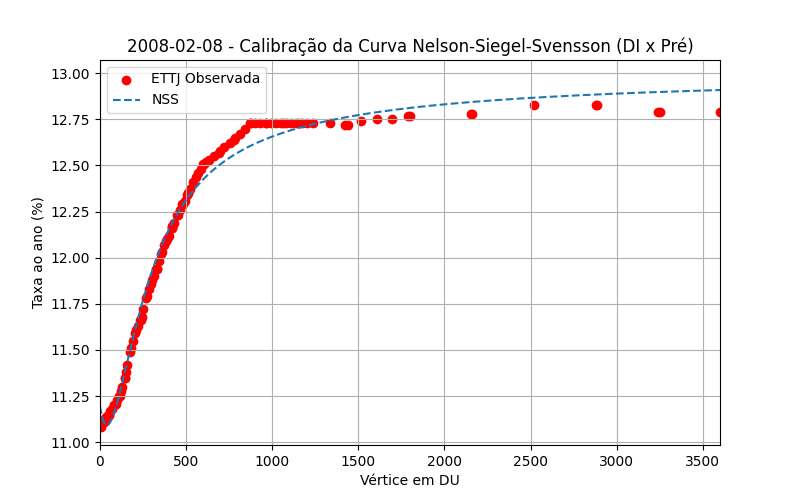 2008-02-08 - Calibração da Curva Nelson-Siegel-Svensson (DI x Pré)
ETTJ Observada
NSS
Taxa ao ano (%)
13.00
12.75
12.50
12.25
12.00
11.75
11.50
11.25
11.00
0 500 1000 1500 2000 2500 3000 3500
Vértice em DU